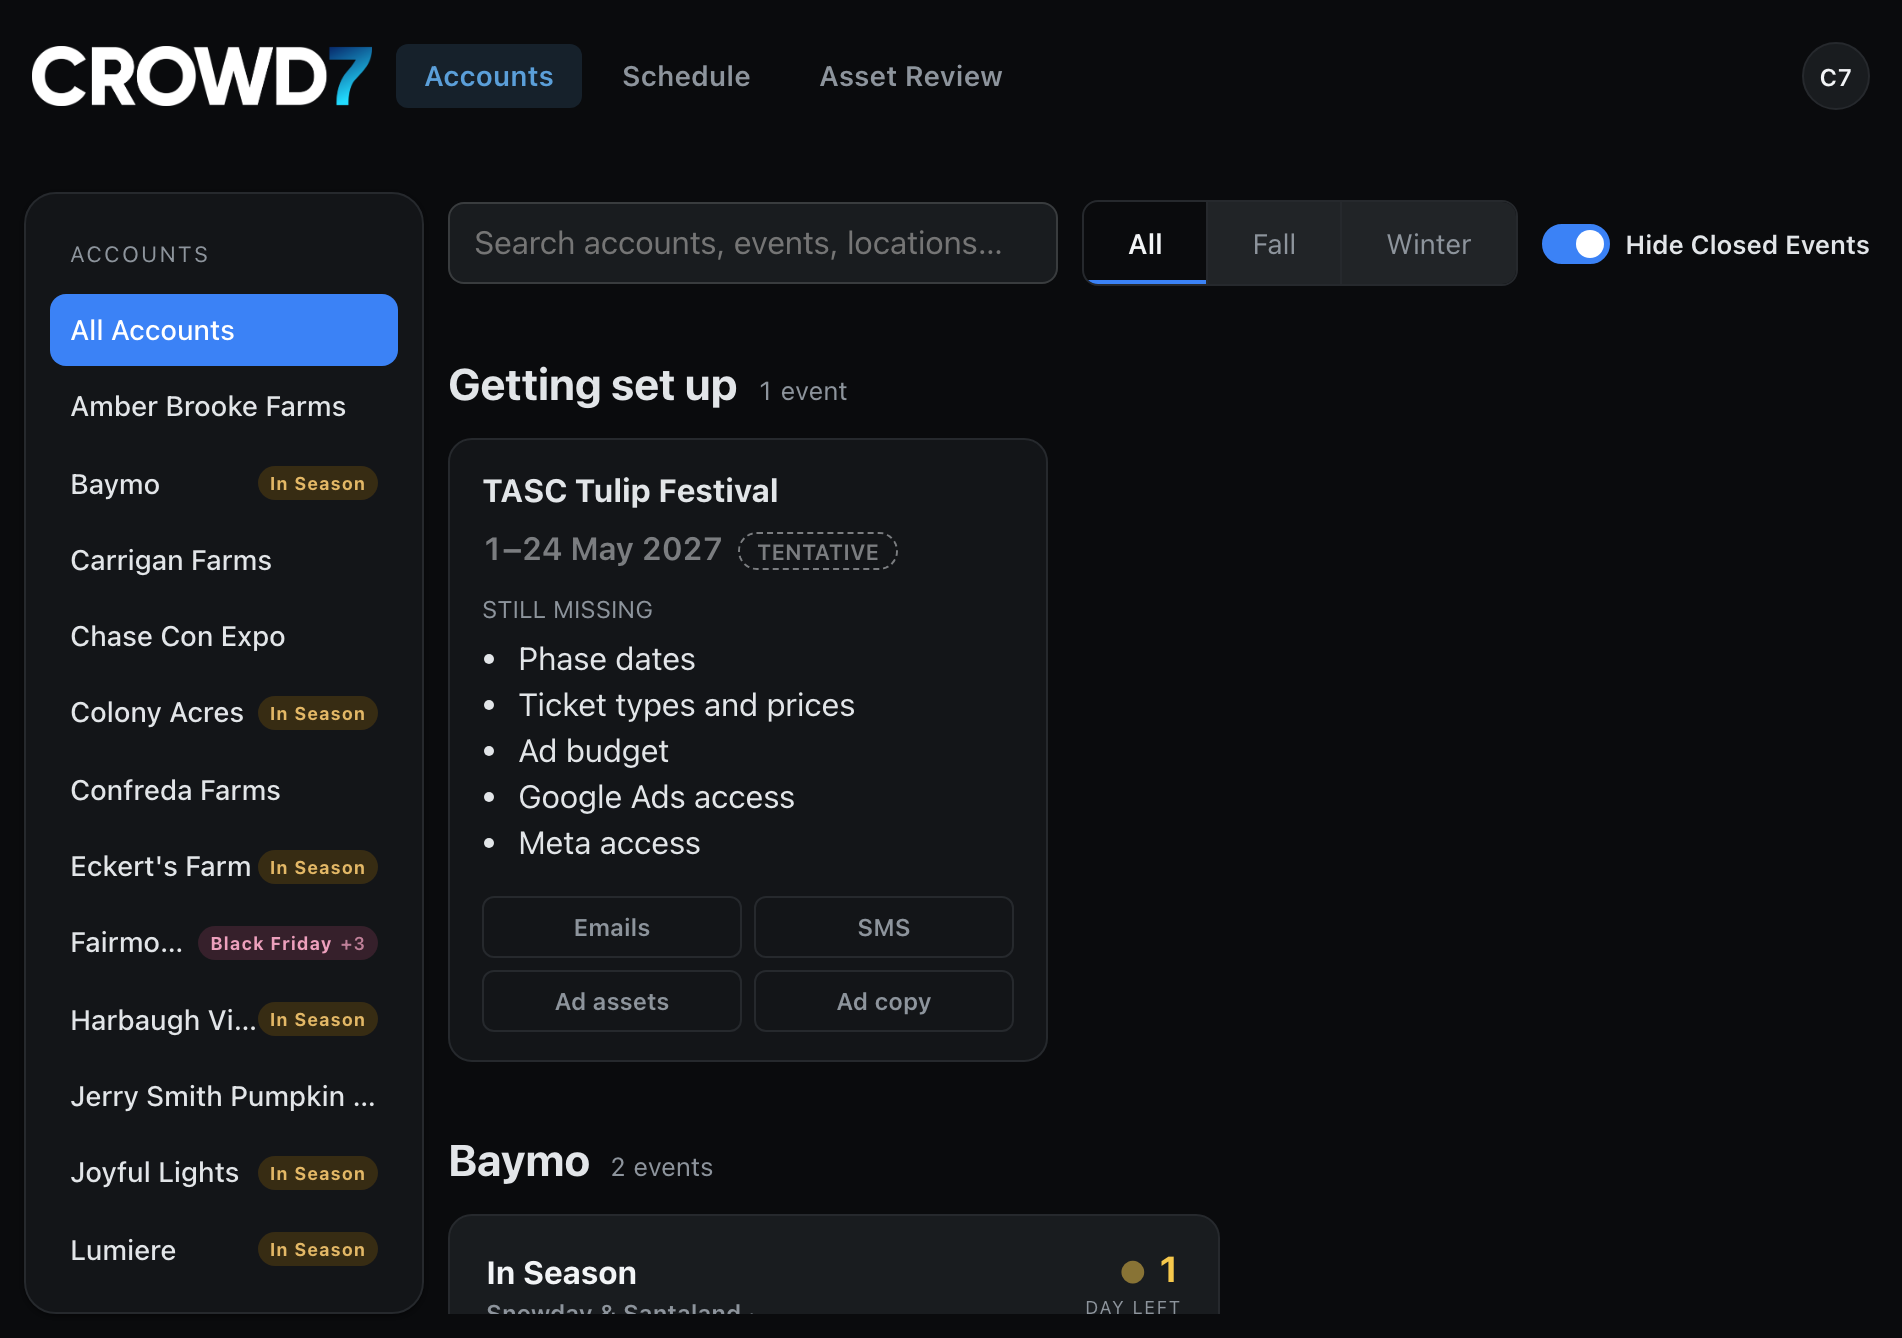 CROWD7
Accounts
Schedule
Asset Review
C7
ACCOUNTS
All Accounts
Amber Brooke Farms
Baymo In Season
Carrigan Farms
Chase Con Expo
Colony Acres In Season
Confreda Farms
Eckert's Farm In Season
Fairmo... Black Friday +3
Harbaugh Vi... In Season
Jerry Smith Pumpkin ...
Joyful Lights In Season
Lumiere In Season
Search accounts, events, locations...
All
Fall
Winter
Hide Closed Events
Getting set up 1 event
TASC Tulip Festival
1–24 May 2027 TENTATIVE
STILL MISSING
• Phase dates
• Ticket types and prices
• Ad budget
• Google Ads access
• Meta access
Emails
SMS
Ad assets
Ad copy
Baymo 2 events
In Season
1
Snowday & Santaland
DAY LEFT